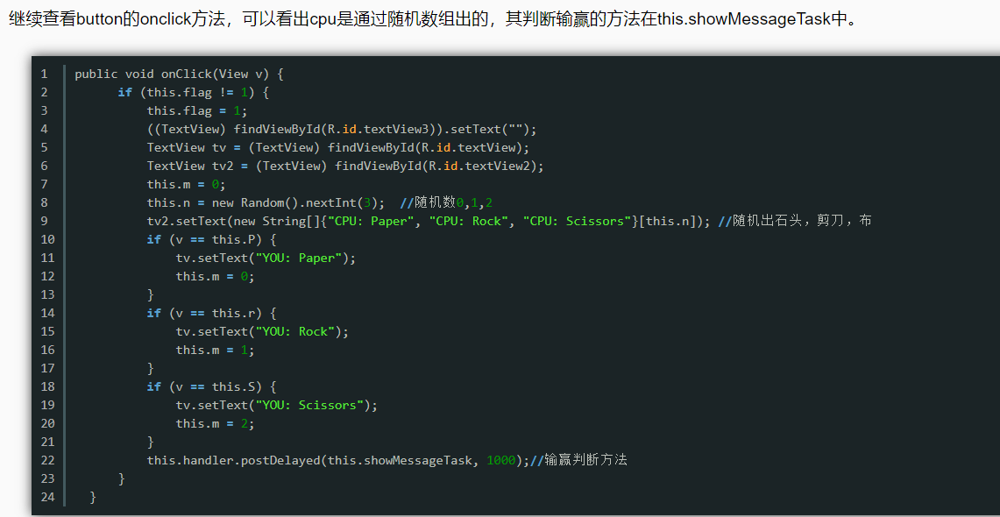 继续查看button的onclick方法，可以看出cpu是通过随机数组出的，其判断输赢的方法在this.showMessageTask中。
1 public void onClick(View v) {
2 if (this.flag != 1) {
3 this.flag = 1;
4 ((TextView) findViewById(R.id.textView3)).setText("");
5 TextView tv = (TextView) findViewById(R.id.textView);
6 TextView tv2 = (TextView) findViewById(R.id.textView2);
7 this.m = 0;
8 this.n = new Random().nextInt(3); //随机数0,1,2
9 tv2.setText(new String[]{"CPU: Paper", "CPU: Rock", "CPU: Scissors"}[this.n]); //随机出石头，剪刀，布
10 if (v == this.P) {
11 tv.setText("YOU: Paper");
12 this.m = 0;
13 }
14 if (v == this.r) {
15 tv.setText("YOU: Rock");
16 this.m = 1;
17 }
18 if (v == this.S) {
19 tv.setText("YOU: Scissors");
20 this.m = 2;
21 }
22 this.handler.postDelayed(this.showMessageTask, 1000);//输赢判断方法
23 }
24 }